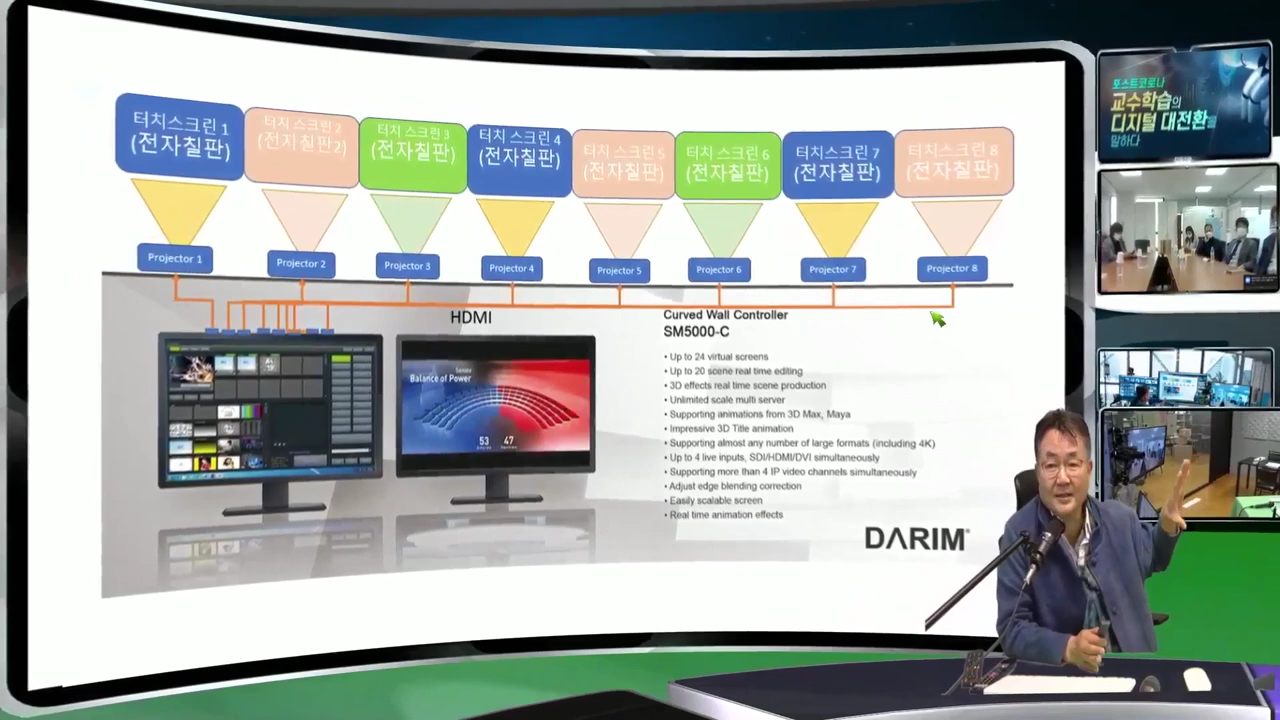 터치스크린 1
(전자칠판)
터치 스크린 2
(전지칠판2)
터치 스크린 3
(전자칠판)
터치 스크린 4
(전자칠판)
터치 스크린 5
(전자칠판)
터치 스크린 6
(전자칠판)
터치스크린 7
(전자칠판)
터치스크린 8
(전자칠판)
Projector 1
Projector 2
Projector 3
Projector 4
Projector 5
Projector 6
Projector 7
Projector 8
HDMI
Balance of Power
53 47
Curved Wall Controller
SM5000-C
• Up to 24 virtual screens
• Up to 20 scene real time editing
• 3D effects real time scene production
• Unlimited scale multi server
• Supporting animations from 3D Max, Maya
• Impressive 3D Title animation
• Supporting almost any number of large formats (including 4K)
• Up to 4 live inputs, SDI/HDMI/DVI simultaneously
• Supporting more than 4 IP video channels simultaneously
• Adjust edge blending correction
• Easily scalable screen
• Real time animation effects
DARIM
포스트코로나
교수학습의
디지털 대전환을
말하다